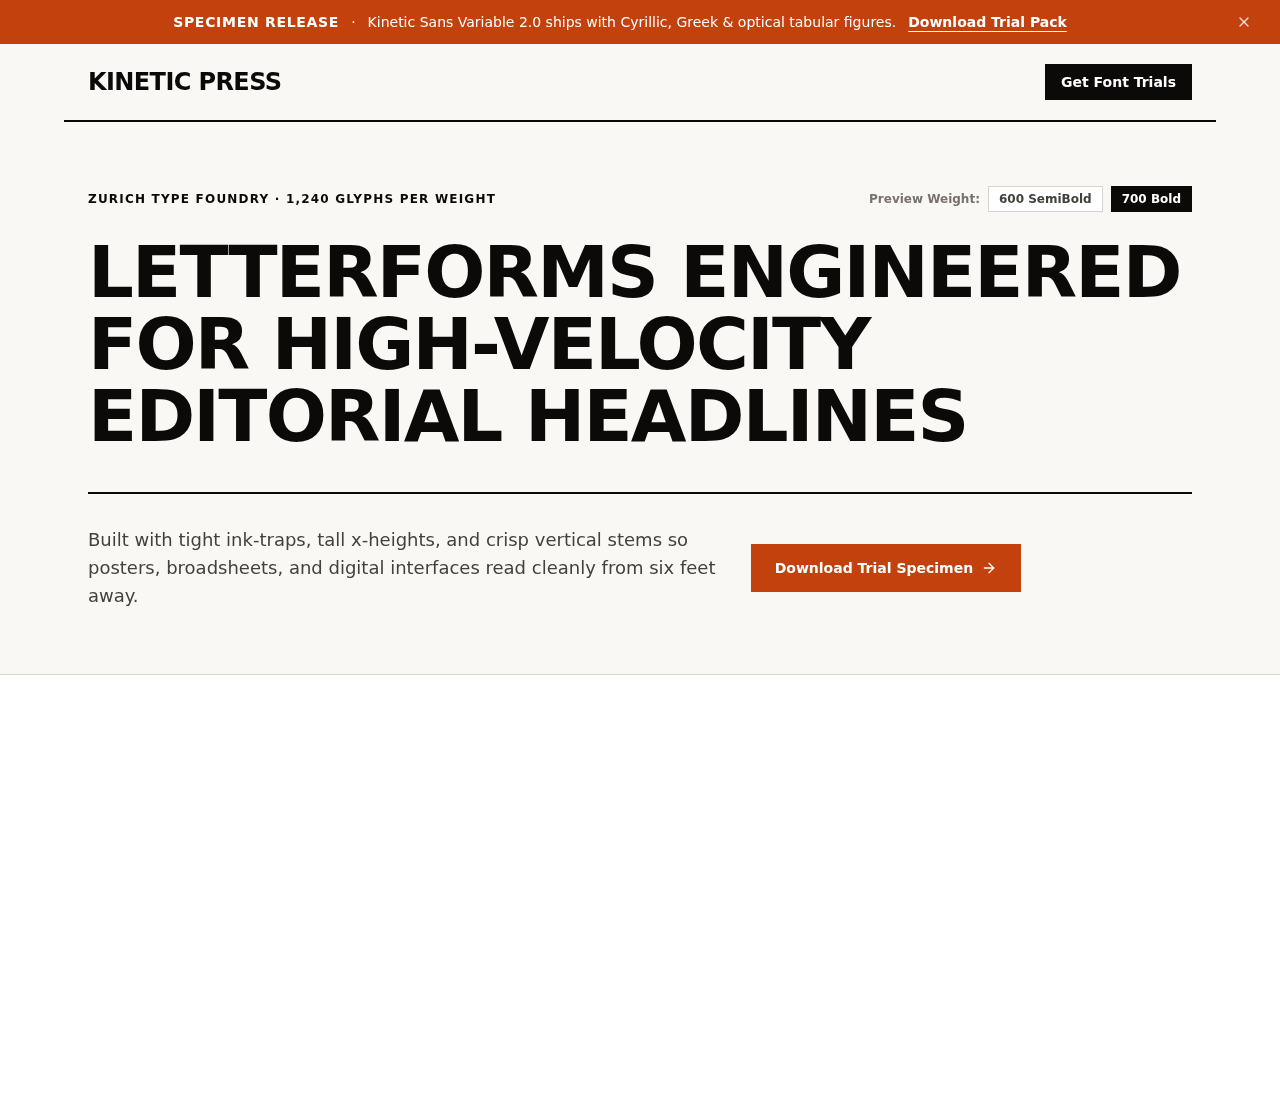 SPECIMEN RELEASE · Kinetic Sans Variable 2.0 ships with Cyrillic, Greek & optical tabular figures. Download Trial Pack ×
KINETIC PRESS
Get Font Trials
ZURICH TYPE FOUNDRY · 1,240 GLYPHS PER WEIGHT
Preview Weight: 600 SemiBold 700 Bold
LETTERFORMS ENGINEERED
FOR HIGH-VELOCITY
EDITORIAL HEADLINES
Built with tight ink-traps, tall x-heights, and crisp vertical stems so
posters, broadsheets, and digital interfaces read cleanly from six feet
away.
Download Trial Specimen →